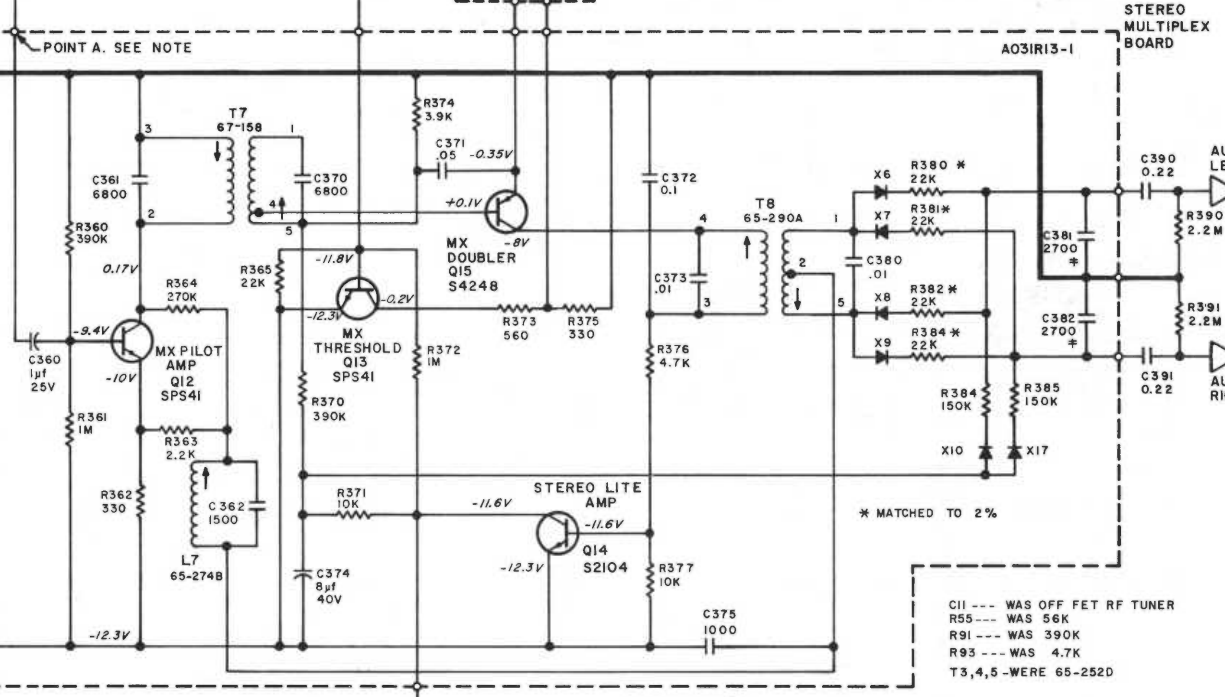 STEREO
MULTIPLEX
BOARD
POINT A. SEE NOTE
A031R13-1
T7
67-158
R374
3.9K
C371
.05
-0.35V
3
1
C361
6800
C370
6800
C372
0.1
X6
R380 *
22K
C390
0.22
AU
LE
T8
65-290A
X7
R381*
22K
2
4
5
+0.1V
4
1
R390
2.2M
R360
390K
MX
DOUBLER
Q15
S4248
-8V
C381
2700
*
0.17V
R365
22K
-11.8V
C373
.01
2
C380
.01
R364
270K
-0.2V
3
5
X8
R382 *
22K
C382
2700
*
R391
2.2M
-9.4V
-12.3V
R373
560
R375
330
C360
1µf
25V
MX PILOT
AMP
Q12
SPS41
MX
THRESHOLD
Q13
SPS41
R372
1M
R376
4.7K
X9
R384 *
22K
C391
0.22
AU
RI
-10V
R361
1M
R370
390K
R384
150K
R385
150K
R363
2.2K
X10
X17
R362
330
C362
1500
R371
10K
-11.6V
STEREO LITE
AMP
-11.6V
* MATCHED TO 2%
Q14
S2104
L7
65-274B
C374
8µf
40V
-12.3V
R377
10K
C375
1000
-12.3V
C11 --- WAS OFF FET RF TUNER
R55--- WAS 56K
R91 --- WAS 390K
R93 --- WAS 4.7K
T3,4,5 -WERE 65-252D